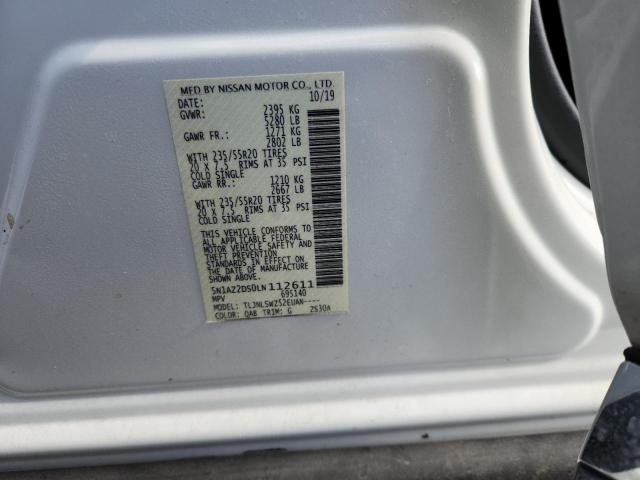 MFD BY NISSAN MOTOR CO., LTD.
DATE: 10/19
GVWR: 2395 KG
5280 LB
GAWR FR.: 1271 KG
2802 LB
WITH 235/55R20 TIRES
20 X 7.5 RIMS AT 35 PSI
COLD SINGLE
GAWR RR.: 1210 KG
2667 LB
WITH 235/55R20 TIRES
20 X 7.5 RIMS AT 35 PSI
COLD SINGLE
THIS VEHICLE CONFORMS TO
ALL APPLICABLE FEDERAL
MOTOR VEHICLE SAFETY AND
THEFT PREVENTION
STANDARDS IN EFFECT ON
THE DATE OF MANUFACTURE
SHOWN ABOVE.
5N1AZ2DS0LN112611
MPV 695140
TYPE: TLJNLSWZ52EUAN----
COLOR: QAB TRIM: G 2S30A